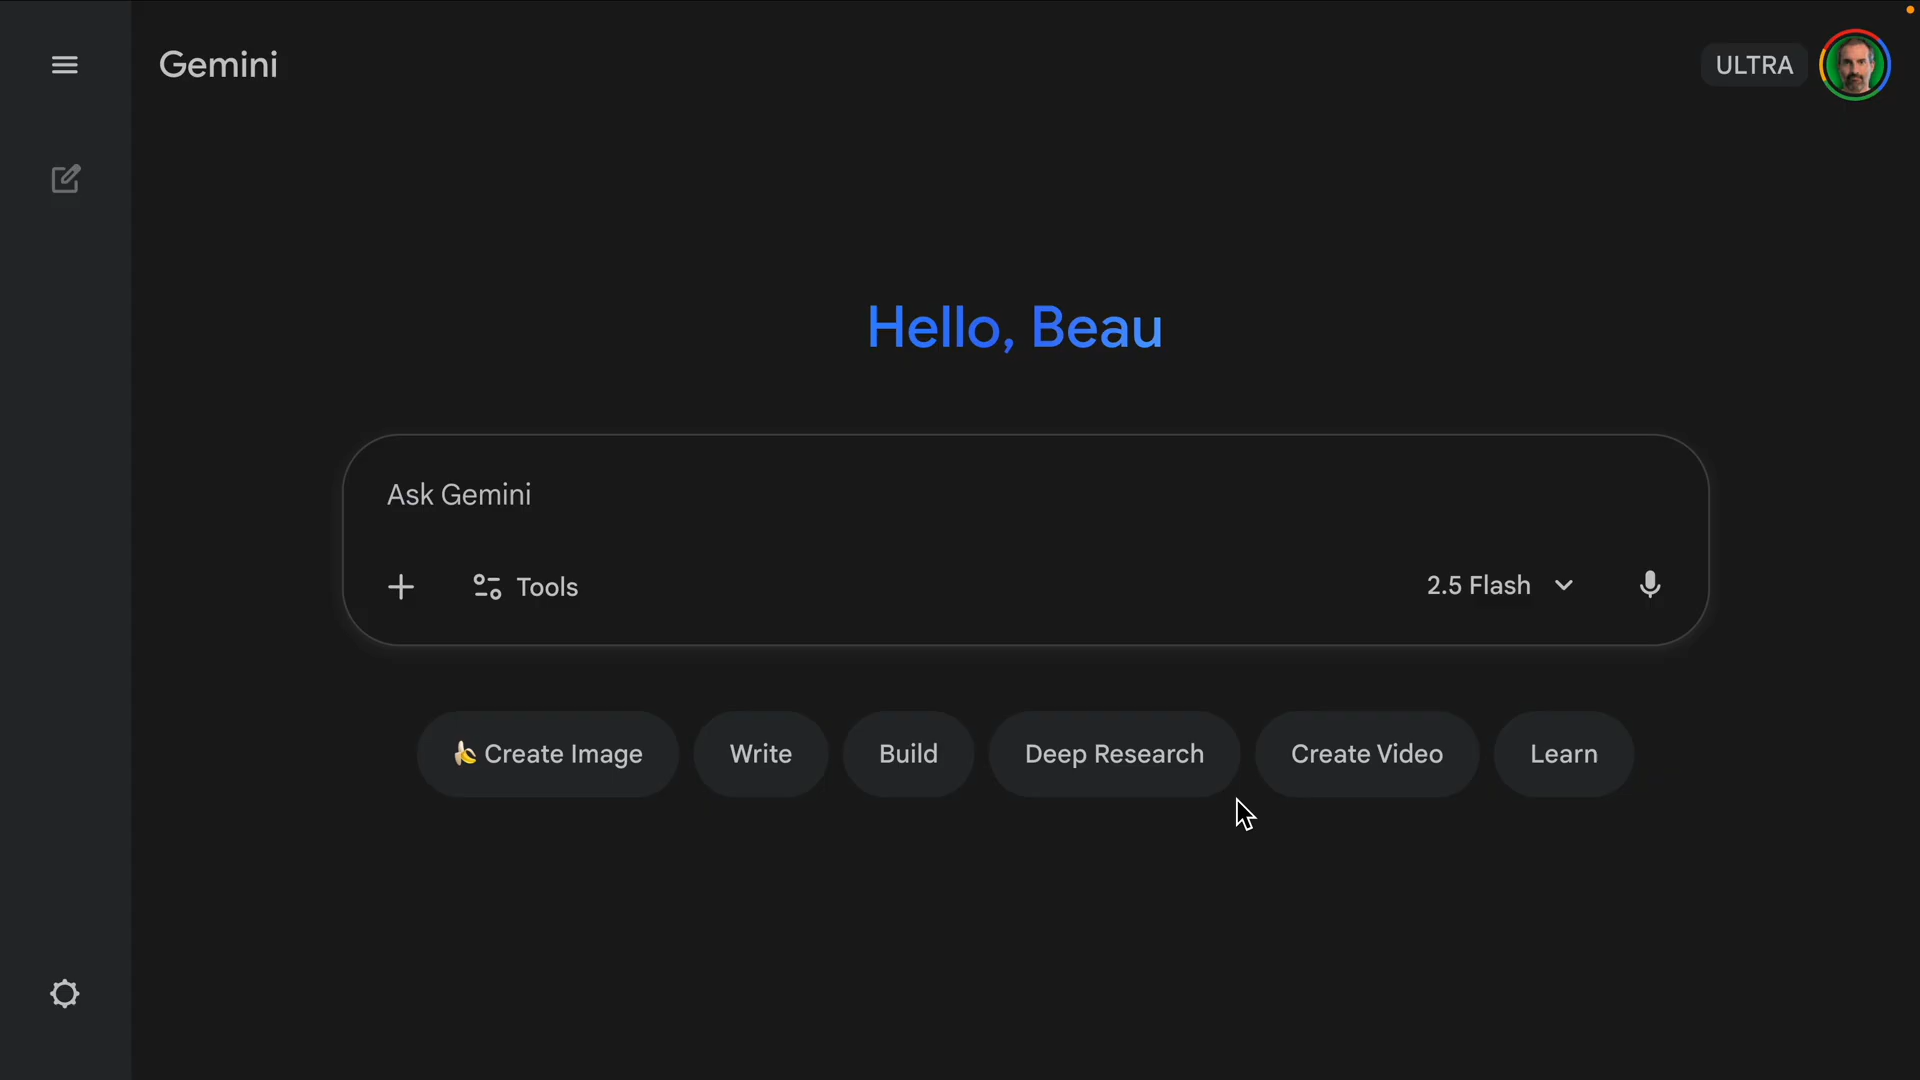 Gemini
ULTRA
Hello, Beau
Ask Gemini
Tools
2.5 Flash
Create Image
Write
Build
Deep Research
Create Video
Learn